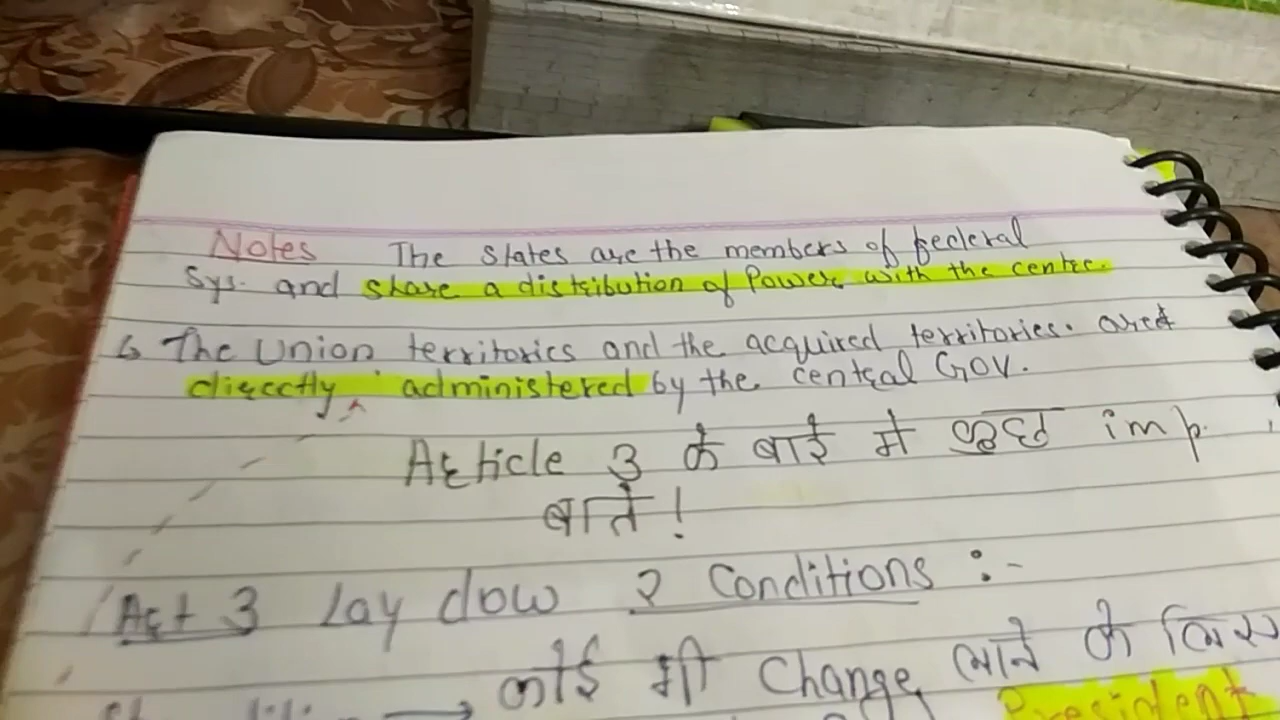 Notes The States are the members of federal
Sys. and share a distribution of Power with the centre.
↳ The Union territories and the acquired territories. are
directly administered by the central Gov.
Article 3 के बारे मे कुछ imp.
बाते !
Art 3 Lay dow 2 Conditions :-
कोई भी Change लाने के लिए
President